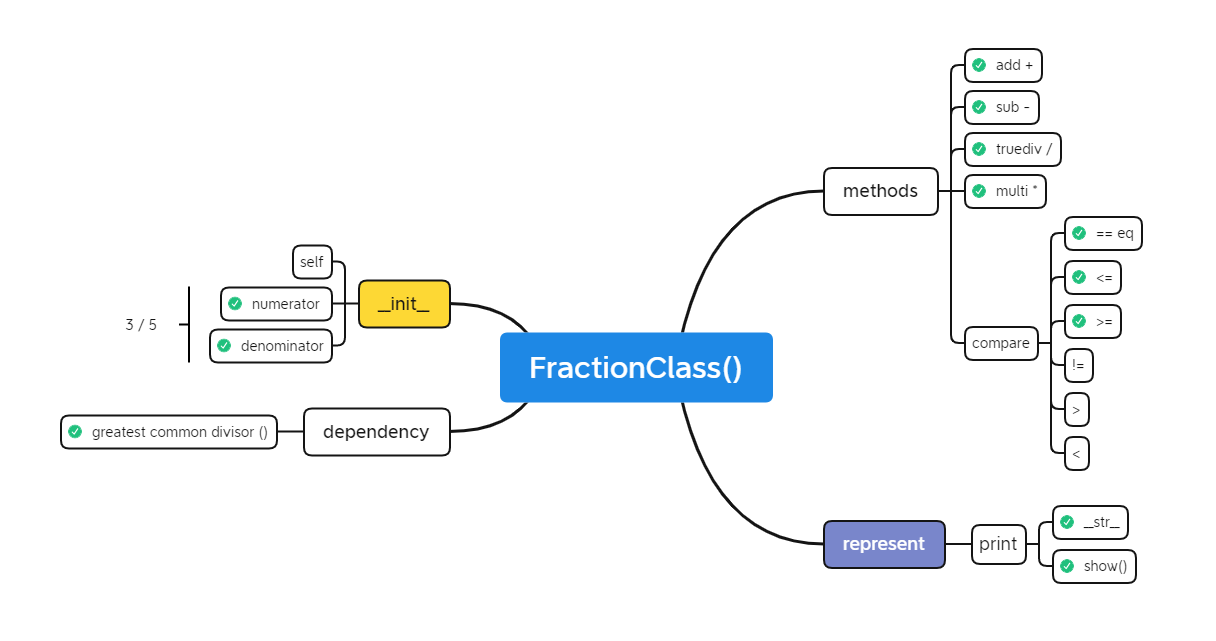 FractionClass()
methods
add +
sub -
truediv /
multi *
compare
== eq
<=
>=
!=
>
<
represent
print
__str__
show()
__init__
self
numerator
denominator
3 / 5
dependency
greatest common divisor ()